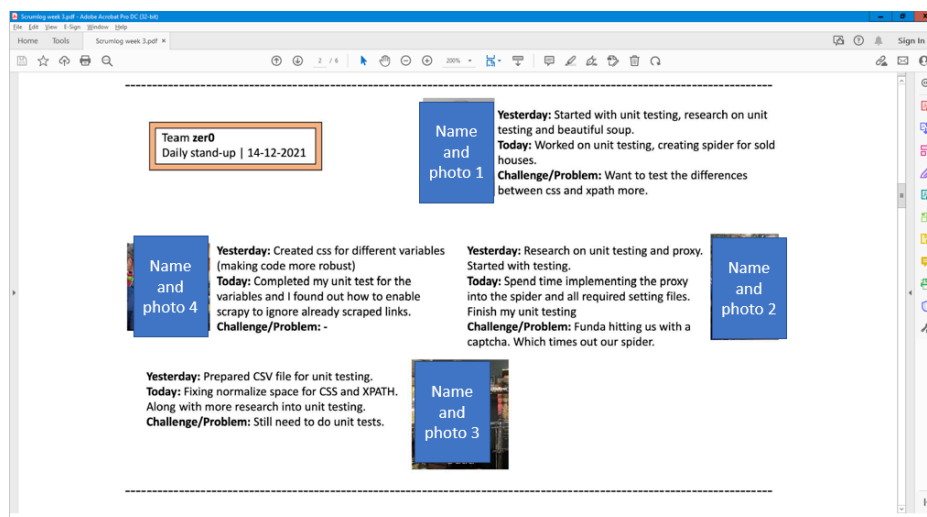 Scrumlog week 3.pdf - Adobe Acrobat Pro DC (32-bit)
File Edit View E-Sign Window Help
Home Tools Scrumlog week 3.pdf × Sign In
2 / 6 200%
Team zer0
Daily stand-up | 14-12-2021
Name
and
photo 1
Yesterday: Started with unit testing, research on unit
testing and beautiful soup.
Today: Worked on unit testing, creating spider for sold
houses.
Challenge/Problem: Want to test the differences
between css and xpath more.
Name
and
photo 4
Yesterday: Created css for different variables
(making code more robust)
Today: Completed my unit test for the
variables and I found out how to enable
scrapy to ignore already scraped links.
Challenge/Problem: -
Yesterday: Research on unit testing and proxy.
Started with testing.
Today: Spend time implementing the proxy
into the spider and all required setting files.
Finish my unit testing
Challenge/Problem: Funda hitting us with a
captcha. Which times out our spider.
Name
and
photo 2
Yesterday: Prepared CSV file for unit testing.
Today: Fixing normalize space for CSS and XPATH.
Along with more research into unit testing.
Challenge/Problem: Still need to do unit tests.
Name
and
photo 3